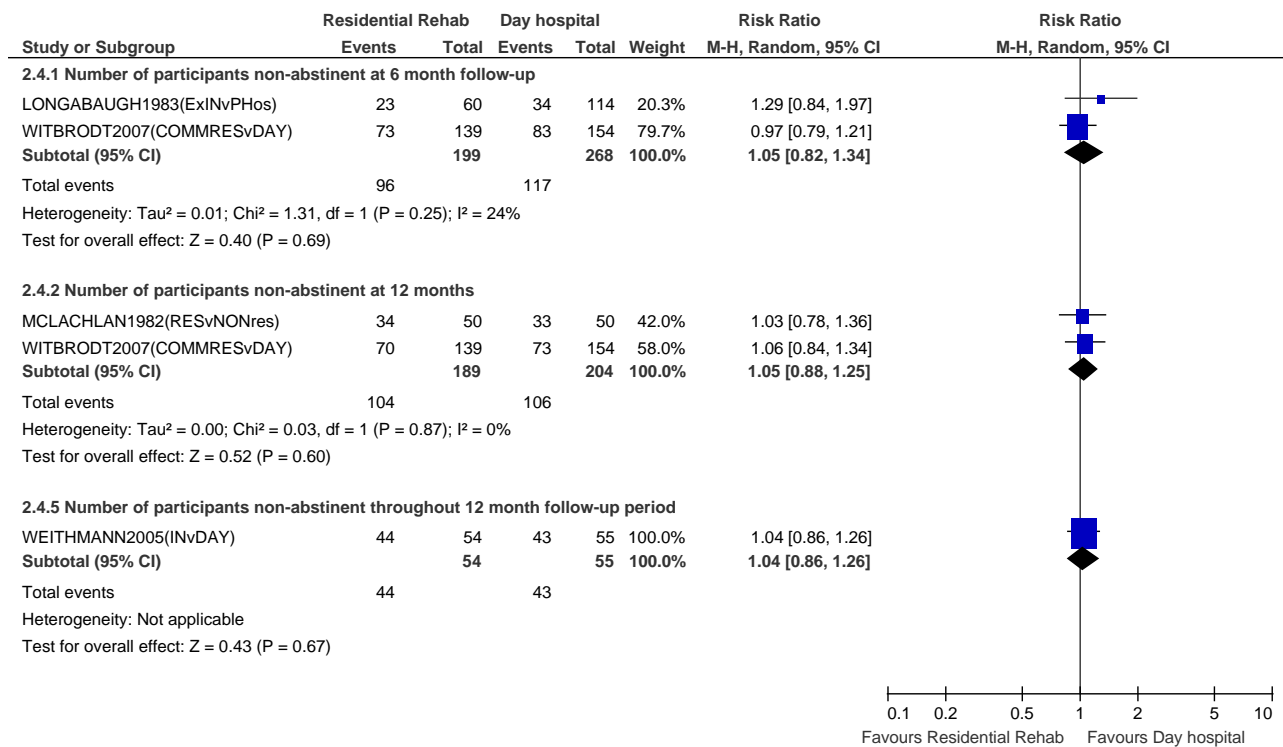 Residential Rehab Day hospital Risk Ratio Risk Ratio
Study or Subgroup Events Total Events Total Weight M-H, Random, 95% CI M-H, Random, 95% CI
2.4.1 Number of participants non-abstinent at 6 month follow-up
LONGABAUGH1983(ExINvPHos) 23 60 34 114 20.3% 1.29 [0.84, 1.97]
WITBRODT2007(COMMRESvDAY) 73 139 83 154 79.7% 0.97 [0.79, 1.21]
Subtotal (95% CI) 199 268 100.0% 1.05 [0.82, 1.34]
Total events 96 117
Heterogeneity: Tau² = 0.01; Chi² = 1.31, df = 1 (P = 0.25); I² = 24%
Test for overall effect: Z = 0.40 (P = 0.69)
2.4.2 Number of participants non-abstinent at 12 months
MCLACHLAN1982(RESvNONres) 34 50 33 50 42.0% 1.03 [0.78, 1.36]
WITBRODT2007(COMMRESvDAY) 70 139 73 154 58.0% 1.06 [0.84, 1.34]
Subtotal (95% CI) 189 204 100.0% 1.05 [0.88, 1.25]
Total events 104 106
Heterogeneity: Tau² = 0.00; Chi² = 0.03, df = 1 (P = 0.87); I² = 0%
Test for overall effect: Z = 0.52 (P = 0.60)
2.4.5 Number of participants non-abstinent throughout 12 month follow-up period
WEITHMANN2005(INvDAY) 44 54 43 55 100.0% 1.04 [0.86, 1.26]
Subtotal (95% CI) 54 55 100.0% 1.04 [0.86, 1.26]
Total events 44 43
Heterogeneity: Not applicable
Test for overall effect: Z = 0.43 (P = 0.67)
0.1 0.2 0.5 1 2 5 10
Favours Residential Rehab Favours Day hospital